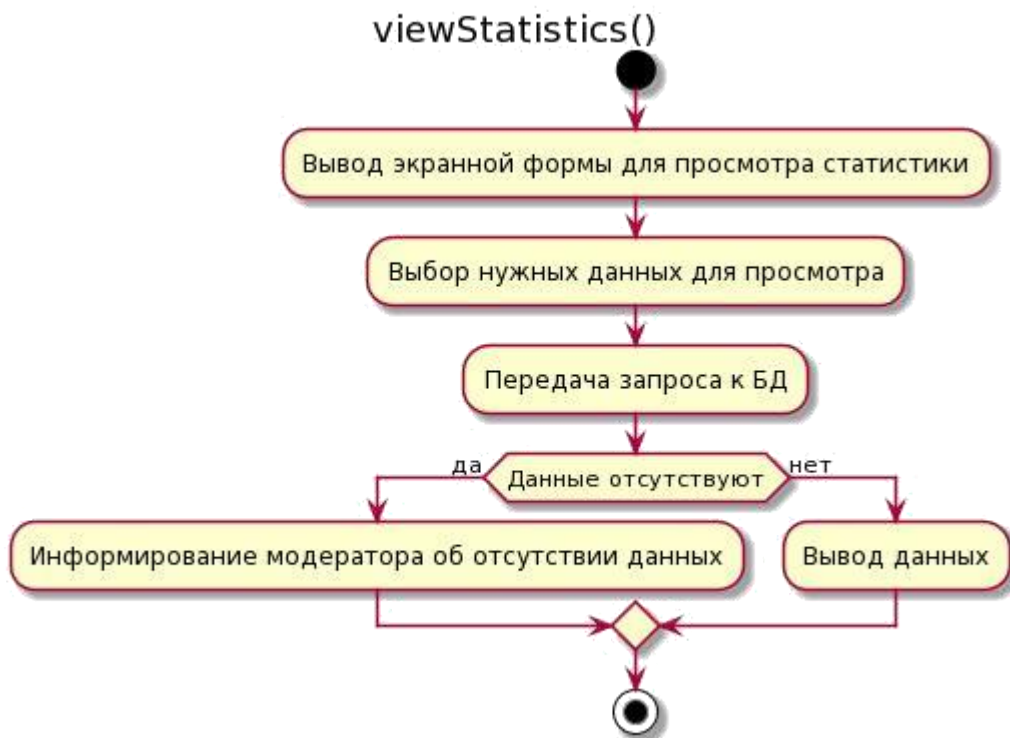 viewStatistics()
Вывод экранной формы для просмотра статистики
Выбор нужных данных для просмотра
Передача запроса к БД
да
Данные отсутствуют
нет
Информирование модератора об отсутствии данных
Вывод данных